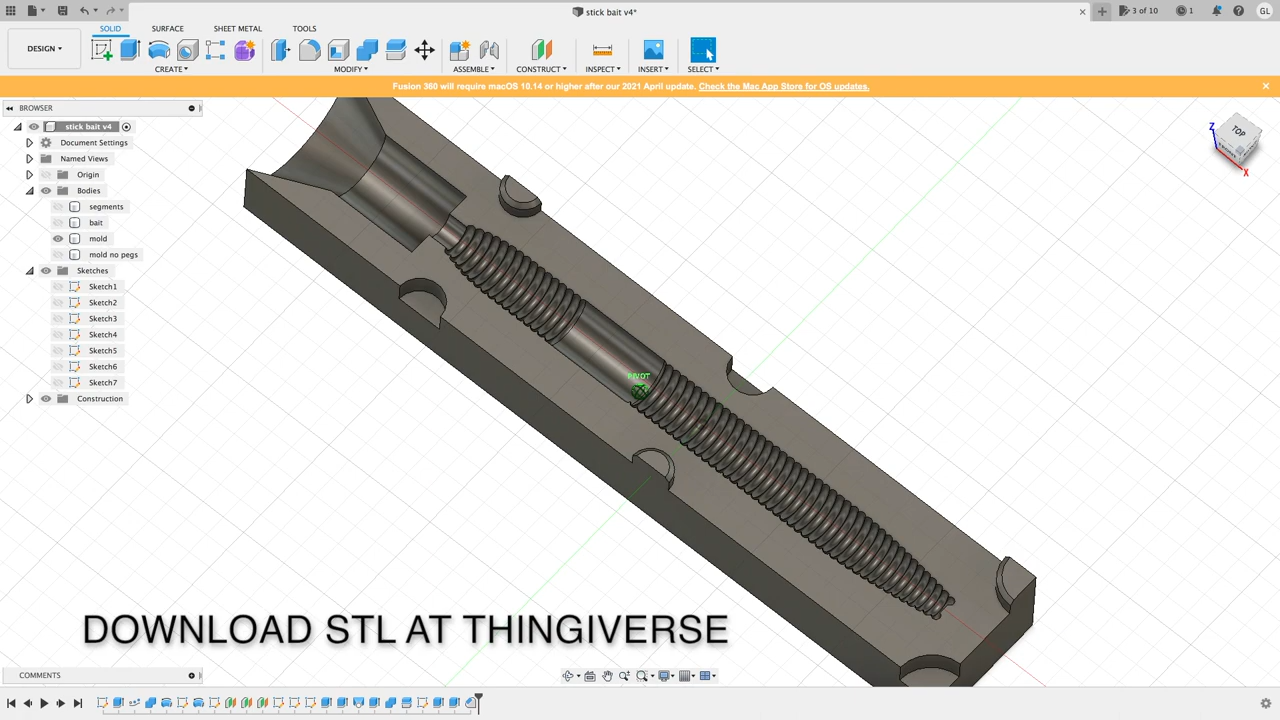 stick bait v4*
3 of 10
1
GL
DESIGN
SOLID
SURFACE
SHEET METAL
TOOLS
CREATE
MODIFY
ASSEMBLE
CONSTRUCT
INSPECT
INSERT
SELECT
Fusion 360 will require macOS 10.14 or higher after our 2021 April update. Check the Mac App Store for OS updates.
BROWSER
stick bait v4
Document Settings
Named Views
Origin
Bodies
segments
bait
mold
mold no pegs
Sketches
Sketch1
Sketch2
Sketch3
Sketch4
Sketch5
Sketch6
Sketch7
Construction
Z
TOP
X
PIVOT
DOWNLOAD STL AT THINGIVERSE
COMMENTS